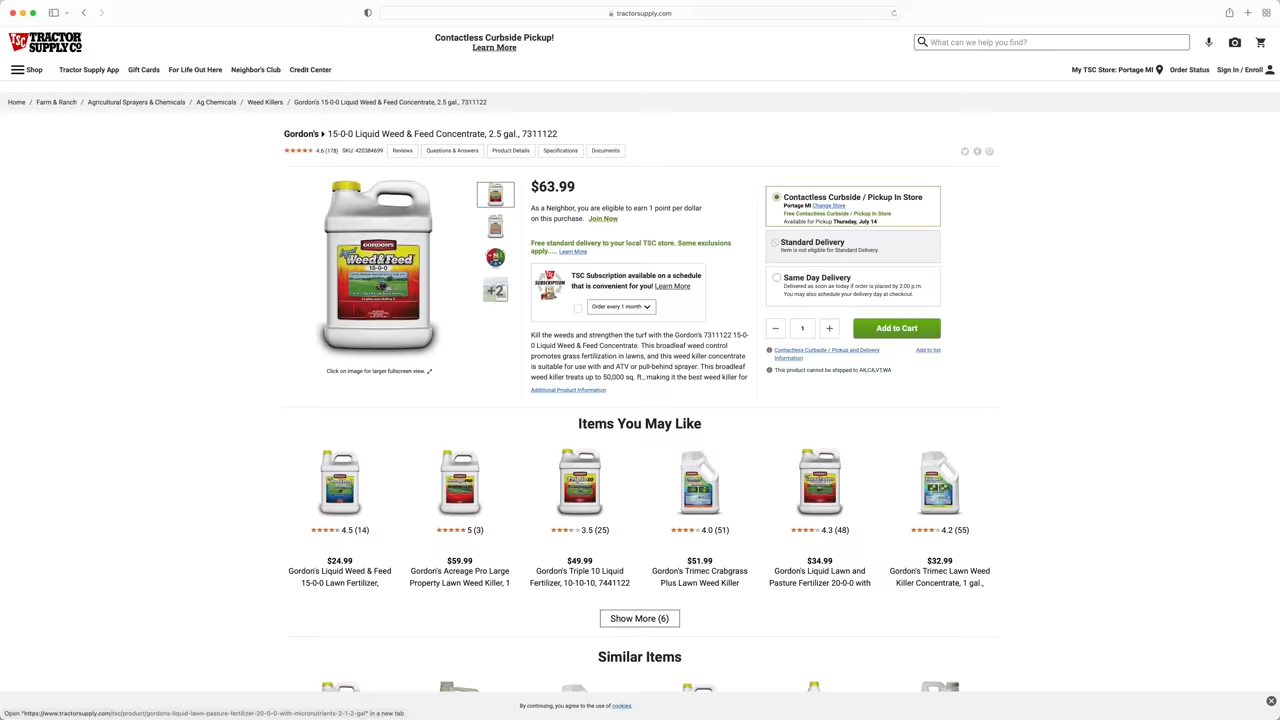 tractorsupply.com
TSC TRACTOR
SUPPLY CO
Contactless Curbside Pickup!
Learn More
What can we help you find?
Shop
Tractor Supply App
Gift Cards
For Life Out Here
Neighbor's Club
Credit Center
My TSC Store: Portage MI
Order Status
Sign In / Enroll
Home / Farm & Ranch / Agricultural Sprayers & Chemicals / Ag Chemicals / Weed Killers / Gordon's 15-0-0 Liquid Weed & Feed Concentrate, 2.5 gal., 7311122
Gordon's 15-0-0 Liquid Weed & Feed Concentrate, 2.5 gal., 7311122
4.6 (178) SKU: 420384699
Reviews
Questions & Answers
Product Details
Specifications
Documents
GORDON'S
Liquid
Weed & Feed
15-0-0
Click on image for larger fullscreen view.
+2
$63.99
As a Neighbor, you are eligible to earn 1 point per dollar
on this purchase. Join Now
Free standard delivery to your local TSC store. Some exclusions
apply.... Learn More
SUBSCRIPTION
TSC Subscription available on a schedule
that is convenient for you! Learn More
Order every 1 month
Kill the weeds and strengthen the turf with the Gordon's 7311122 15-0-
0 Liquid Weed & Feed Concentrate. This broadleaf weed control
promotes grass fertilization in lawns, and this weed killer concentrate
is suitable for use with and ATV or pull-behind sprayer. This broadleaf
weed killer treats up to 50,000 sq. ft., making it the best weed killer for
Additional Product Information
Contactless Curbside / Pickup In Store
Portage MI Change Store
Free Contactless Curbside / Pickup in Store
Available for Pickup Thursday, July 14
Standard Delivery
Item is not eligible for Standard Delivery.
Same Day Delivery
Delivered as soon as today if order is placed by 2:00 p.m.
You may also schedule your delivery day at checkout.
− 1 +
Add to Cart
Contactless Curbside / Pickup and Delivery
Information
Add to list
This product cannot be shipped to AK,CA,VT,WA
Items You May Like
4.5 (14)
5 (3)
3.5 (25)
4.0 (51)
4.3 (48)
4.2 (55)
$24.99
Gordon's Liquid Weed & Feed
15-0-0 Lawn Fertilizer,
$59.99
Gordon's Acreage Pro Large
Property Lawn Weed Killer, 1
$49.99
Gordon's Triple 10 Liquid
Fertilizer, 10-10-10, 7441122
$51.99
Gordon's Trimec Crabgrass
Plus Lawn Weed Killer
$34.99
Gordon's Liquid Lawn and
Pasture Fertilizer 20-0-0 with
$32.99
Gordon's Trimec Lawn Weed
Killer Concentrate, 1 gal.,
Show More (6)
Similar Items
By continuing, you agree to the use of cookies.
Open "https://www.tractorsupply.com/tsc/product/gordons-liquid-lawn-pasture-fertilizer-20-0-0-with-micronutrients-2-1-2-gal" in a new tab